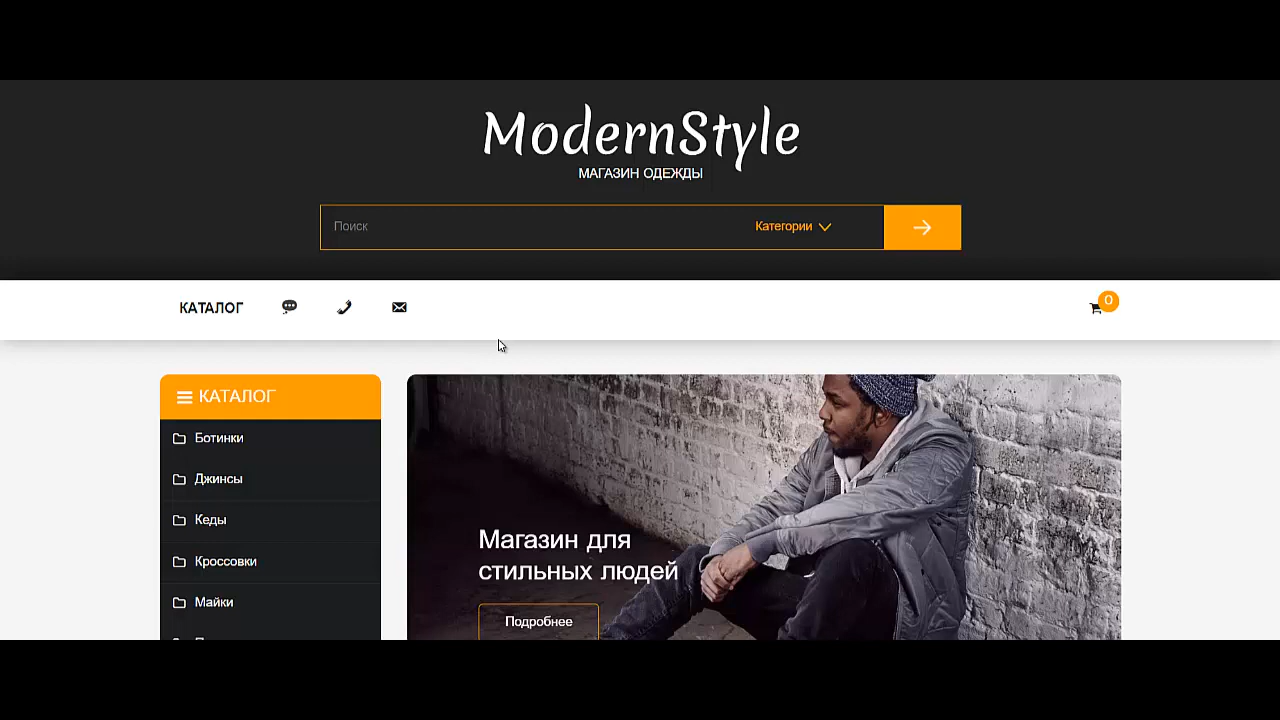 ModernStyle
МАГАЗИН ОДЕЖДЫ
Поиск
Категории
КАТАЛОГ
0
КАТАЛОГ
Ботинки
Джинсы
Кеды
Кроссовки
Майки
Магазин для
стильных людей
Подробнее